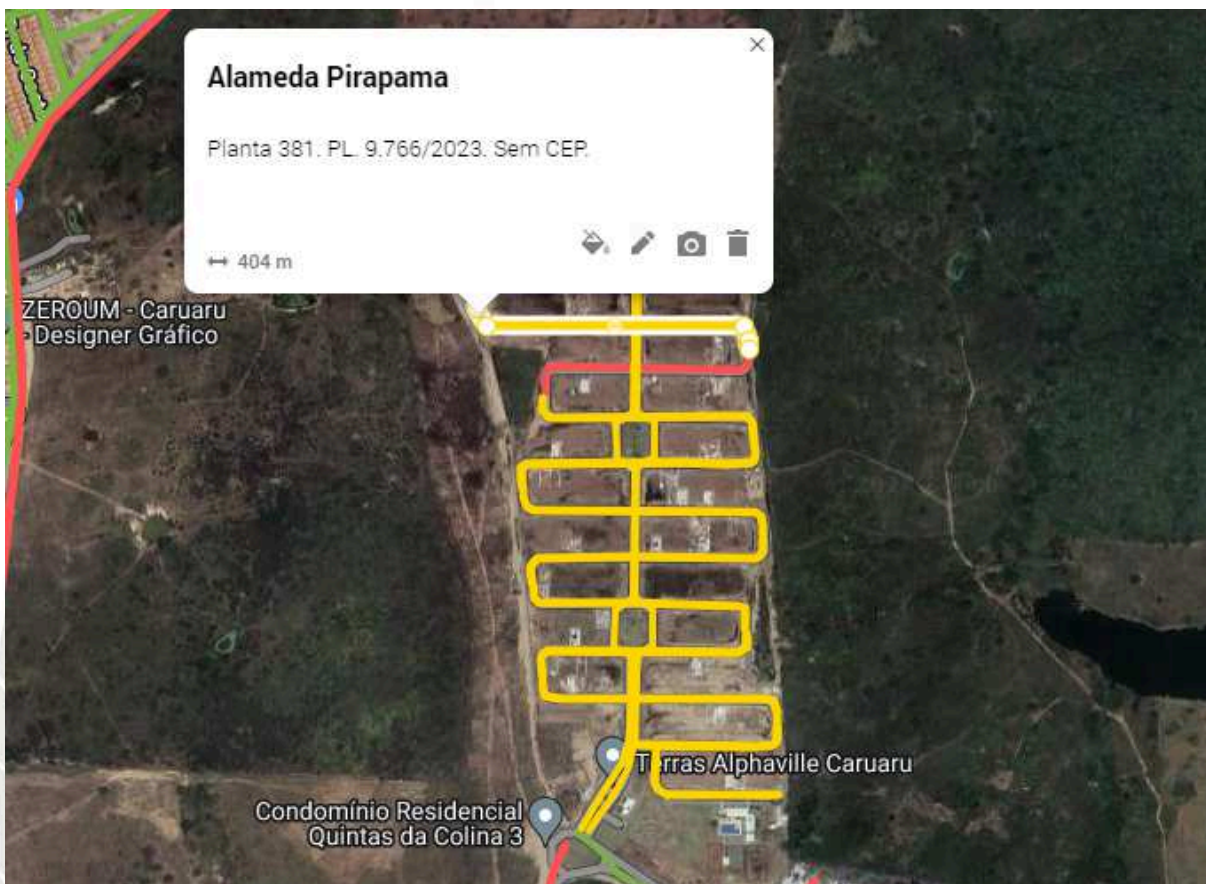 Alameda Pirapama
Planta 381. PL. 9.766/2023. Sem CEP.
404 m
ZEROUM - Caruaru
Designer Gráfico
Terras Alphaville Caruaru
Condomínio Residencial
Quintas da Colina 3